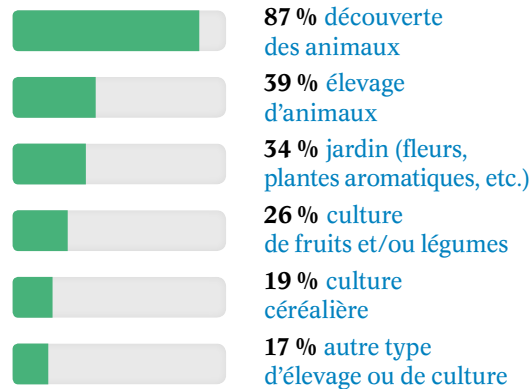 87 % découverte
des animaux
39 % élevage
d’animaux
34 % jardin (fleurs,
plantes aromatiques, etc.)
26 % culture
de fruits et/ou légumes
19 % culture
céréalière
17 % autre type
d’élevage ou de culture